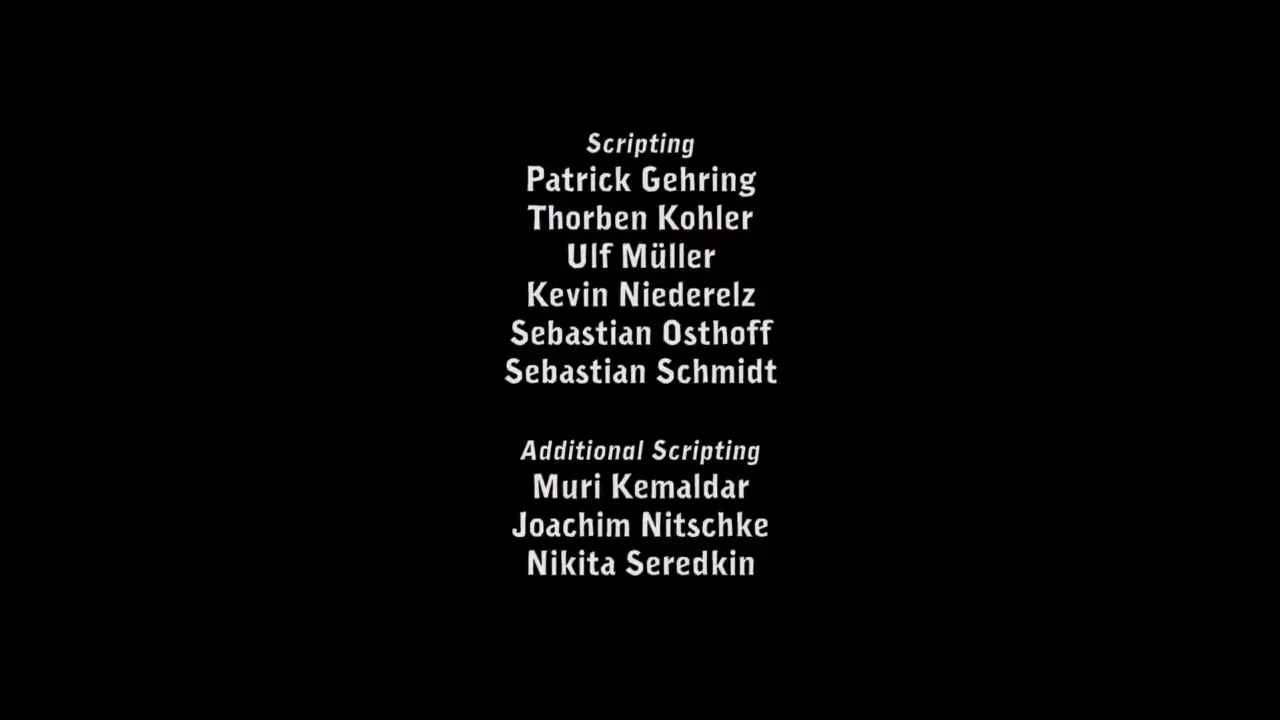 Scripting
Patrick Gehring
Thorben Kohler
Ulf Müller
Kevin Niederelz
Sebastian Osthoff
Sebastian Schmidt
Additional Scripting
Muri Kemaldar
Joachim Nitschke
Nikita Seredkin